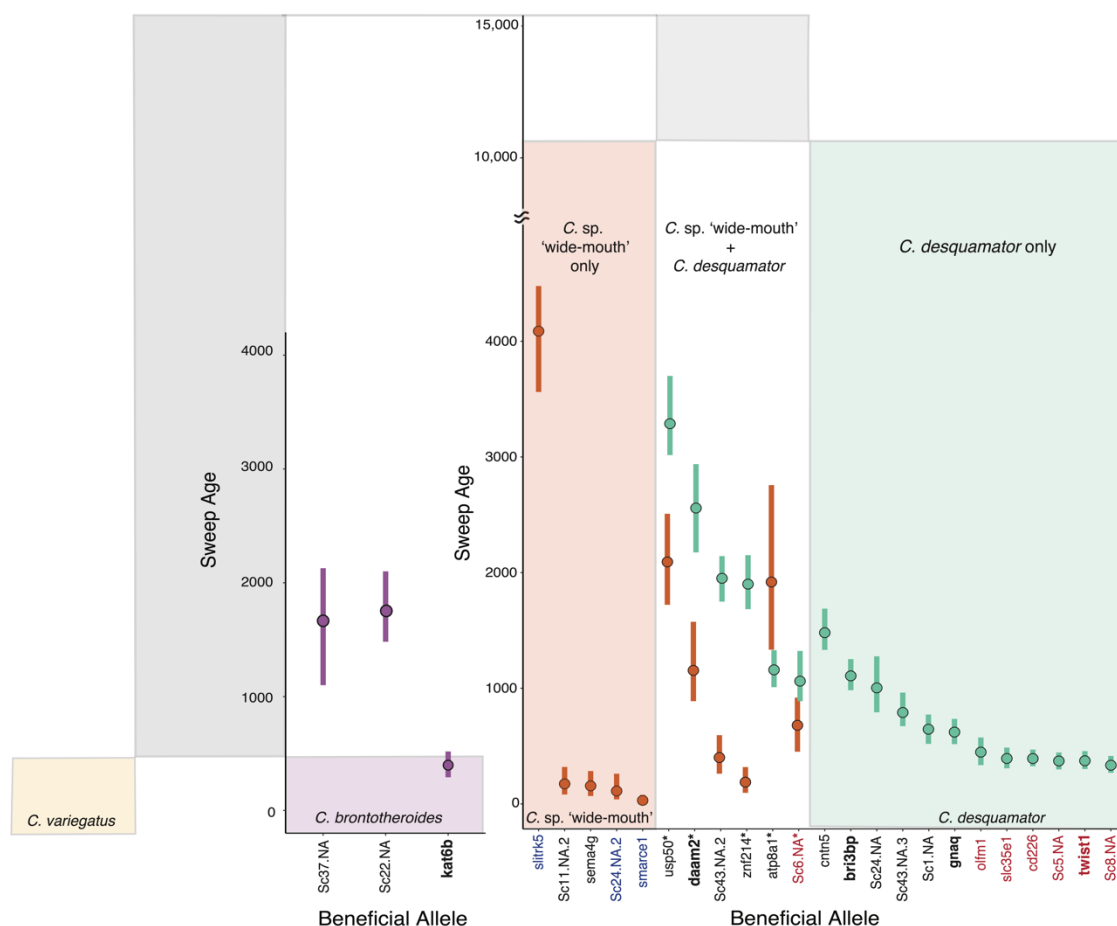 15,000
10,000
C. sp.
'wide-mouth'
only
C. sp. 'wide-mouth'
+
C. desquamator
C. desquamator only
4000
3000
2000
1000
0
Sweep Age
4000
3000
2000
1000
0
Sweep Age
C. variegatus
C. brontotheroides
C. sp. 'wide-mouth'
C. desquamator
Sc37.NA
Sc22.NA
kat6b
slitrk5
Sc11.NA.2
sema4g
Sc24.NA.2
smarce1
usp50*
daam2*
Sc43.NA.2
znf214*
atp8a1*
Sc6.NA*
cntn5
bri3bp
Sc24.NA
Sc43.NA.3
Sc1.NA
gnaq
olfm1
slc35e1
cd226
Sc5.NA
twist1
Sc8.NA
Beneficial Allele
Beneficial Allele